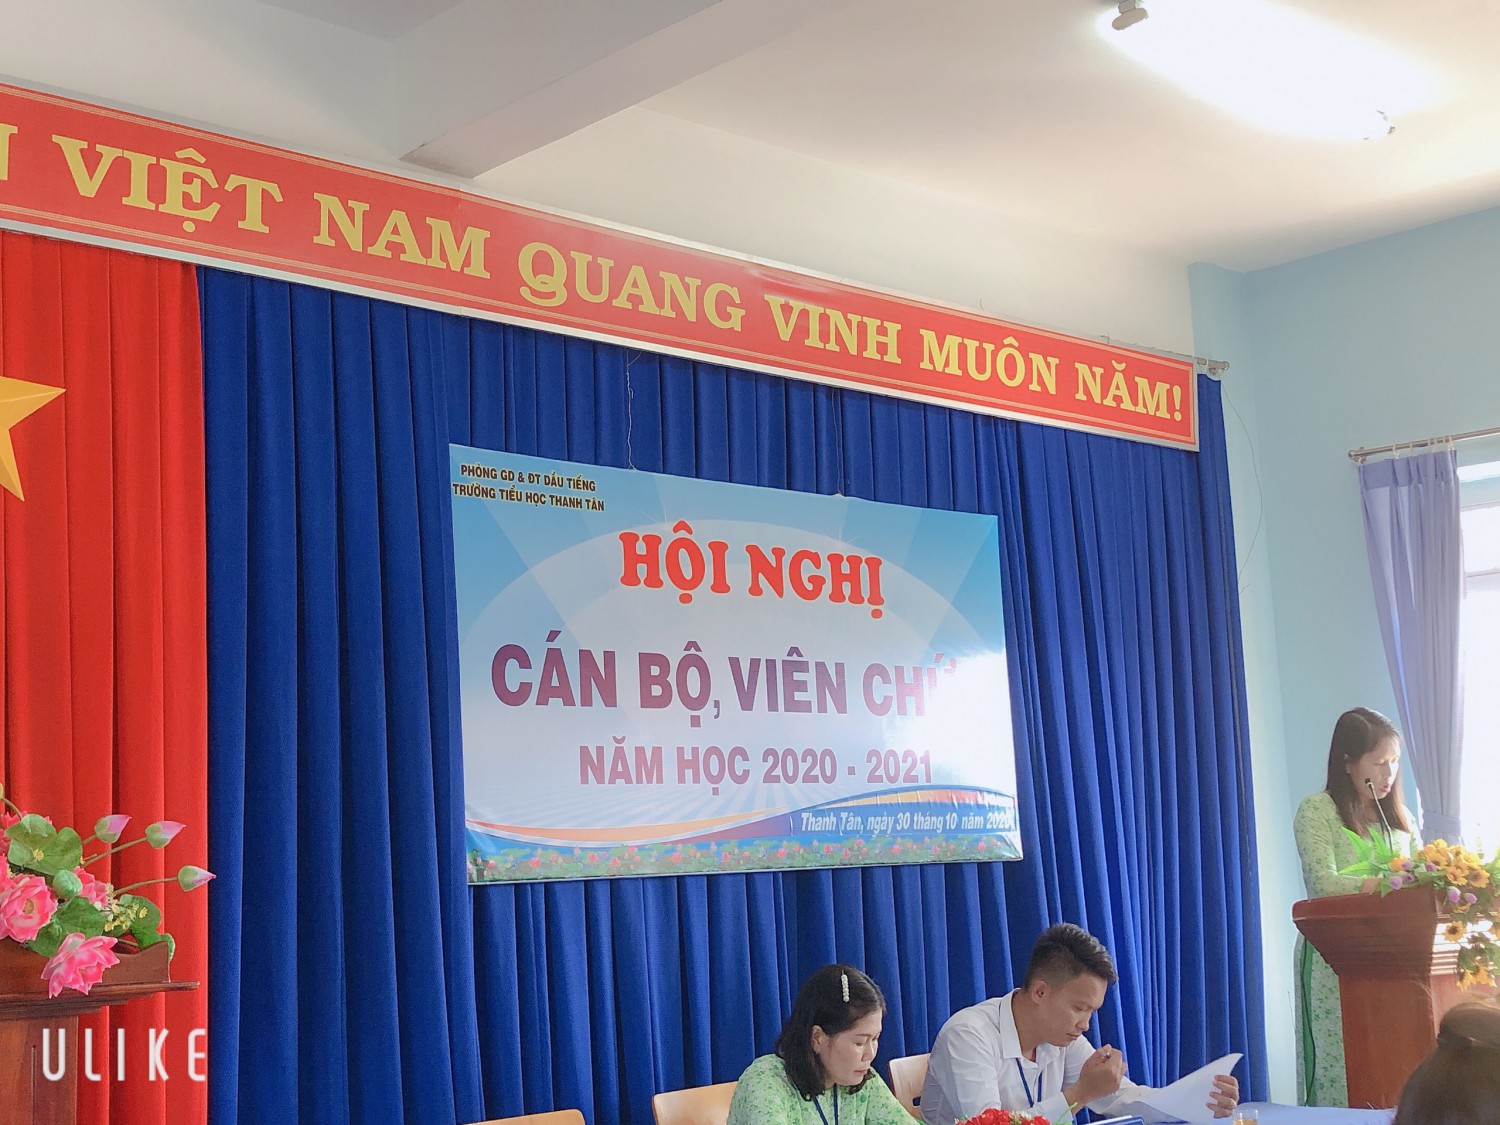 VIỆT NAM QUANG VINH MUÔN NĂM!
PHÒNG GD & ĐT DẦU TIẾNG
TRƯỜNG TIỂU HỌC THANH TÂN
HỘI NGHỊ
CÁN BỘ, VIÊN
NĂM HỌC 2020 - 2021
Thanh Tân, ngày 30 tháng 10 năm 2020
ULIKE